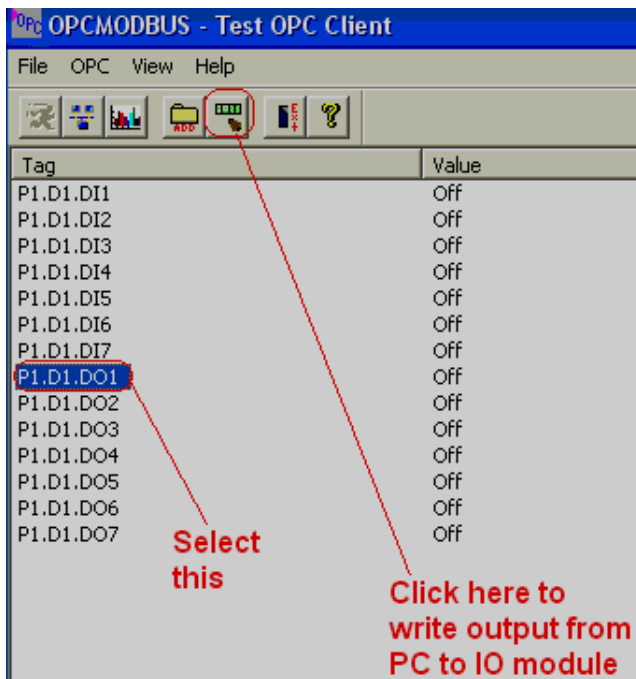 OPC OPCMODBUS - Test OPC Client
File OPC View Help
ADD EXIT ?
Tag Value
P1.D1.DI1 Off
P1.D1.DI2 Off
P1.D1.DI3 Off
P1.D1.DI4 Off
P1.D1.DI5 Off
P1.D1.DI6 Off
P1.D1.DI7 Off
P1.D1.DO1 Off
P1.D1.DO2 Off
P1.D1.DO3 Off
P1.D1.DO4 Off
P1.D1.DO5 Off
P1.D1.DO6 Off
P1.D1.DO7 Off
Select
this
Click here to
write output from
PC to IO module